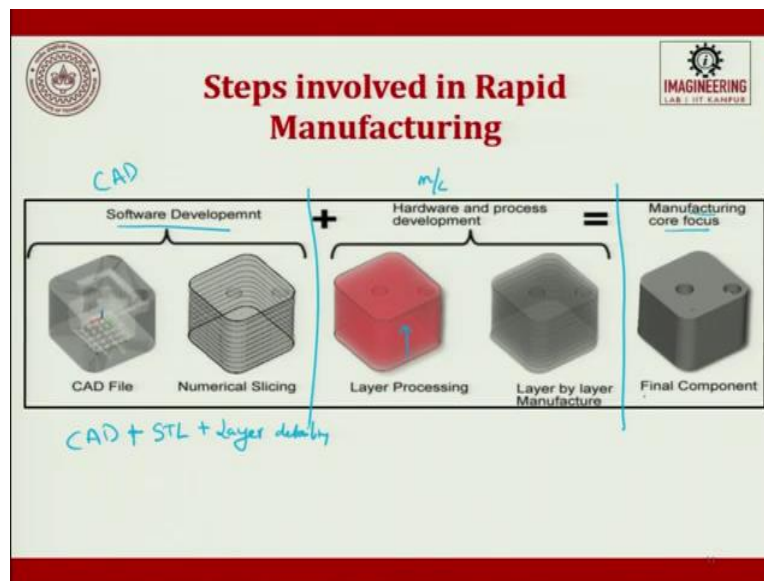 Steps involved in Rapid
Manufacturing
IMAGINEERING
LAB | IIT KANPUR
CAD
m/c
Software Developemnt
+
Hardware and process
development
=
Manufacturing
core focus
CAD File
Numerical Slicing
Layer Processing
Layer by layer
Manufacture
Final Component
CAD + STL + Layer